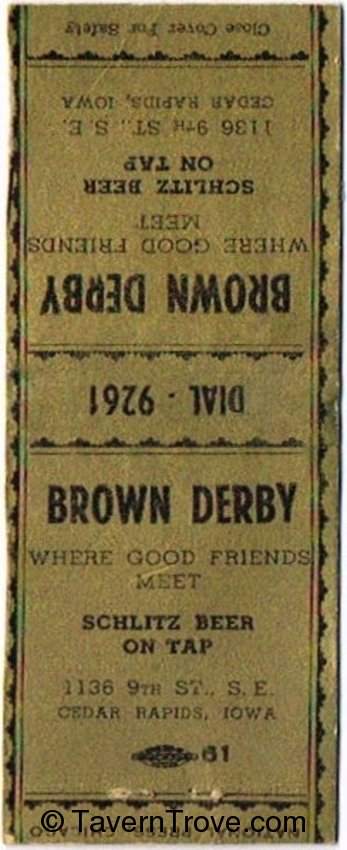 Close Cover For Safety
1136 9TH ST., S.E.
CEDAR RAPIDS, IOWA
SCHLITZ BEER
ON TAP
WHERE GOOD FRIENDS
MEET
BROWN DERBY
DIAL - 9261
BROWN DERBY
WHERE GOOD FRIENDS
MEET
SCHLITZ BEER
ON TAP
1136 9TH ST., S.E.
CEDAR RAPIDS, IOWA
61
© TavernTrove.com